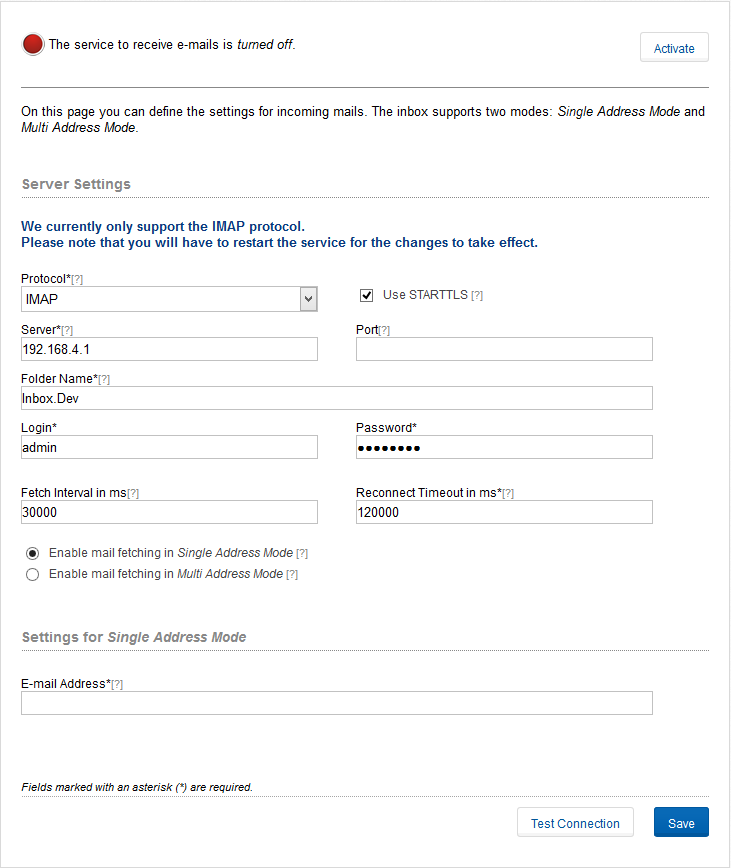 The service to receive e-mails is turned off.
Activate
On this page you can define the settings for incoming mails. The inbox supports two modes: Single Address Mode and
Multi Address Mode.
Server Settings
We currently only support the IMAP protocol.
Please note that you will have to restart the service for the changes to take effect.
Protocol*[?]
IMAP
Use STARTTLS [?]
Server*[?]
192.168.4.1
Port[?]
Folder Name*[?]
Inbox.Dev
Login*
admin
Password*
••••••••
Fetch Interval in ms[?]
30000
Reconnect Timeout in ms*[?]
120000
Enable mail fetching in Single Address Mode [?]
Enable mail fetching in Multi Address Mode [?]
Settings for Single Address Mode
E-mail Address*[?]
Fields marked with an asterisk (*) are required.
Test Connection
Save